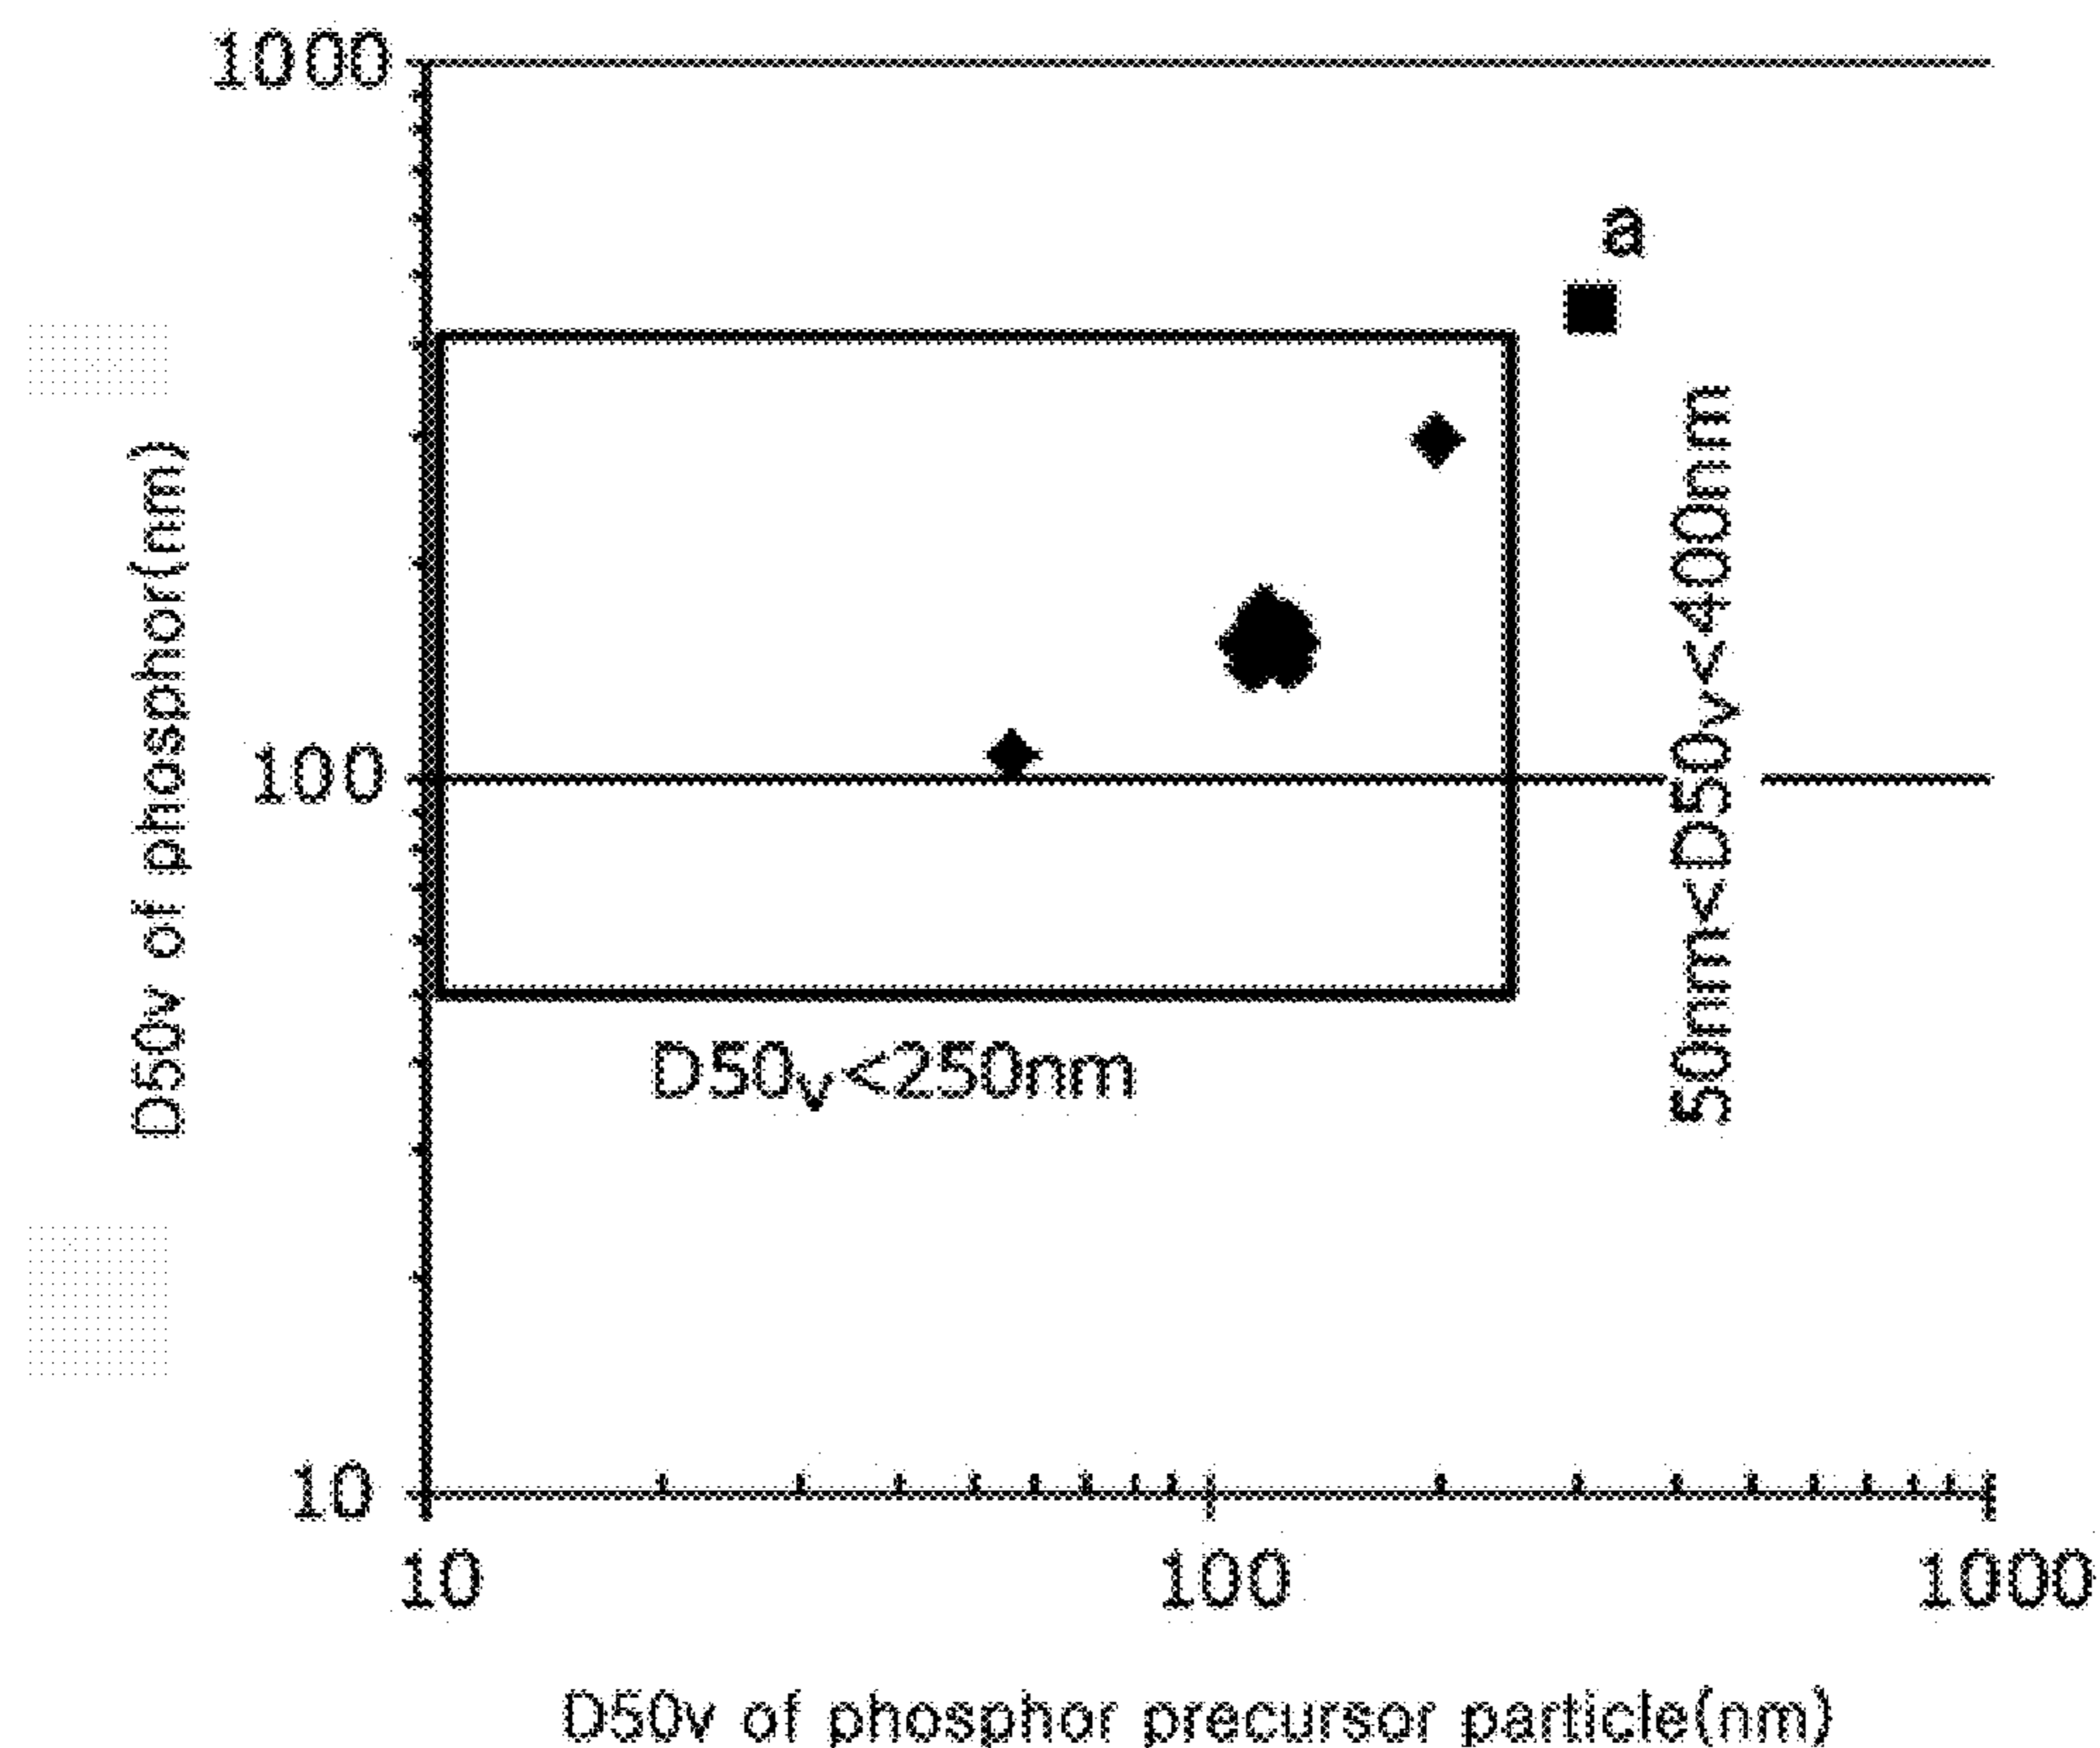 1000
a
D50v of phosphor(nm)
50nm<D50v<400nm
100
D50v<250nm
10
10 100 1000
D50v of phosphor precursor particle(nm)